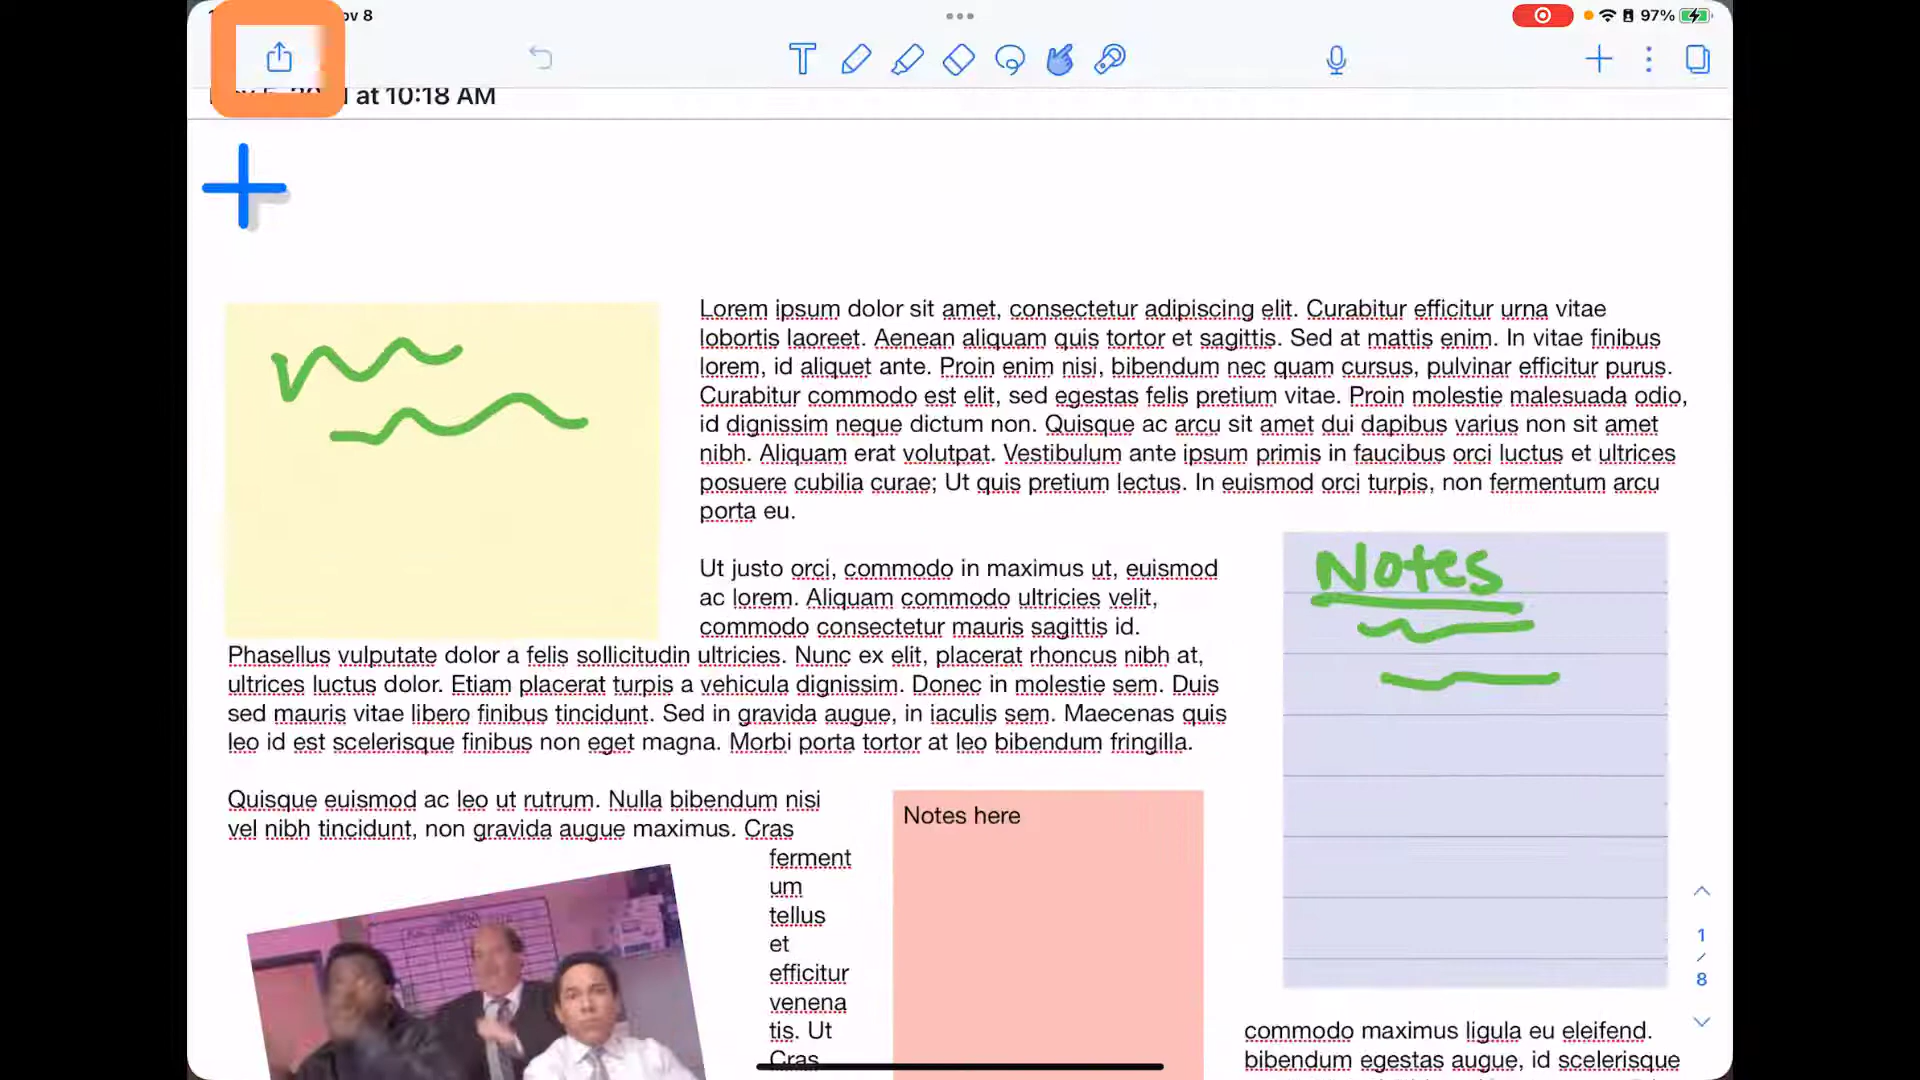 ov 8
97%
at 10:18 AM
Lorem ipsum dolor sit amet, consectetur adipiscing elit. Curabitur efficitur urna vitae
lobortis laoreet. Aenean aliquam quis tortor et sagittis. Sed at mattis enim. In vitae finibus
lorem, id aliquet ante. Proin enim nisi, bibendum nec quam cursus, pulvinar efficitur purus.
Curabitur commodo est elit, sed egestas felis pretium vitae. Proin molestie malesuada odio,
id dignissim neque dictum non. Quisque ac arcu sit amet dui dapibus varius non sit amet
nibh. Aliquam erat volutpat. Vestibulum ante ipsum primis in faucibus orci luctus et ultrices
posuere cubilia curae; Ut quis pretium lectus. In euismod orci turpis, non fermentum arcu
porta eu.
Ut justo orci, commodo in maximus ut, euismod
ac lorem. Aliquam commodo ultricies velit,
commodo consectetur mauris sagittis id.
Phasellus vulputate dolor a felis sollicitudin ultricies. Nunc ex elit, placerat rhoncus nibh at,
ultrices luctus dolor. Etiam placerat turpis a vehicula dignissim. Donec in molestie sem. Duis
sed mauris vitae libero finibus tincidunt. Sed in gravida augue, in iaculis sem. Maecenas quis
leo id est scelerisque finibus non eget magna. Morbi porta tortor at leo bibendum fringilla.
Notes
Quisque euismod ac leo ut rutrum. Nulla bibendum nisi
vel nibh tincidunt, non gravida augue maximus. Cras
ferment
um
tellus
et
efficitur
venena
tis. Ut
Cras
Notes here
1
/
8
commodo maximus ligula eu eleifend.
bibendum egestas augue, id scelerisque